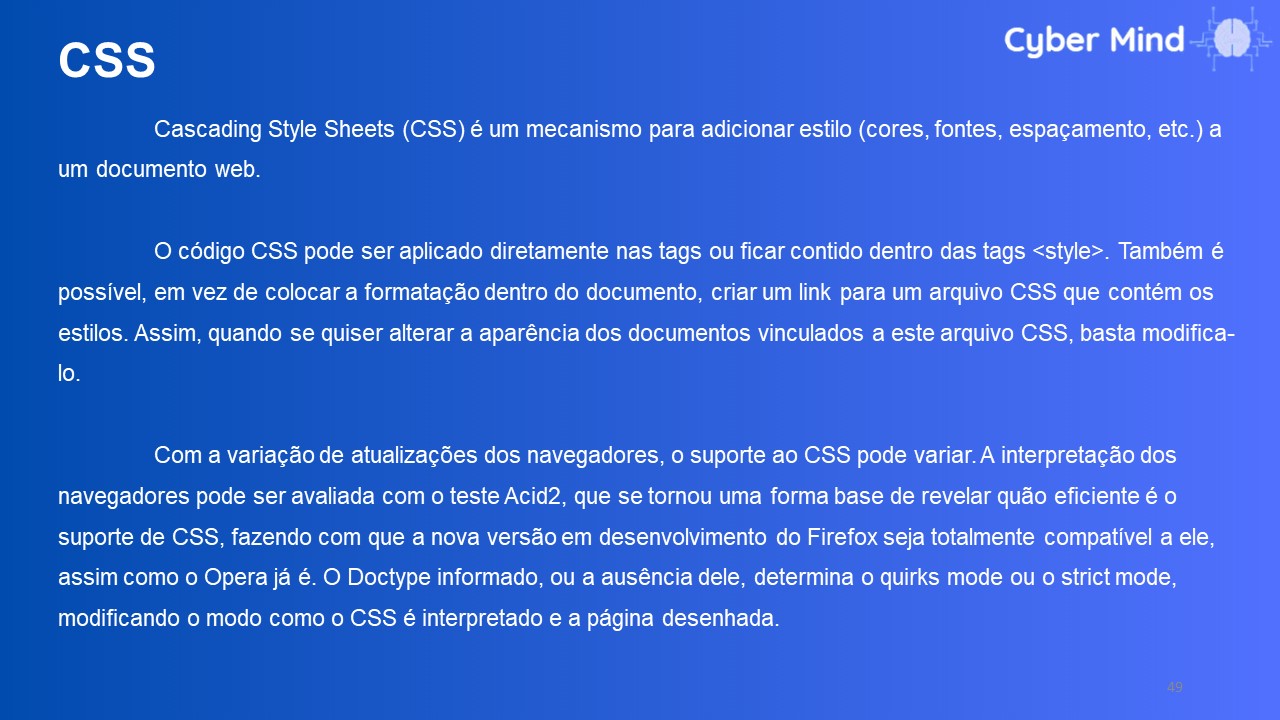 CSS
Cyber Mind
Cascading Style Sheets (CSS) é um mecanismo para adicionar estilo (cores, fontes, espaçamento, etc.) a
um documento web.
O código CSS pode ser aplicado diretamente nas tags ou ficar contido dentro das tags <style>. Também é
possível, em vez de colocar a formatação dentro do documento, criar um link para um arquivo CSS que contém os
estilos. Assim, quando se quiser alterar a aparência dos documentos vinculados a este arquivo CSS, basta modifica-
lo.
Com a variação de atualizações dos navegadores, o suporte ao CSS pode variar. A interpretação dos
navegadores pode ser avaliada com o teste Acid2, que se tornou uma forma base de revelar quão eficiente é o
suporte de CSS, fazendo com que a nova versão em desenvolvimento do Firefox seja totalmente compatível a ele,
assim como o Opera já é. O Doctype informado, ou a ausência dele, determina o quirks mode ou o strict mode,
modificando o modo como o CSS é interpretado e a página desenhada.
49